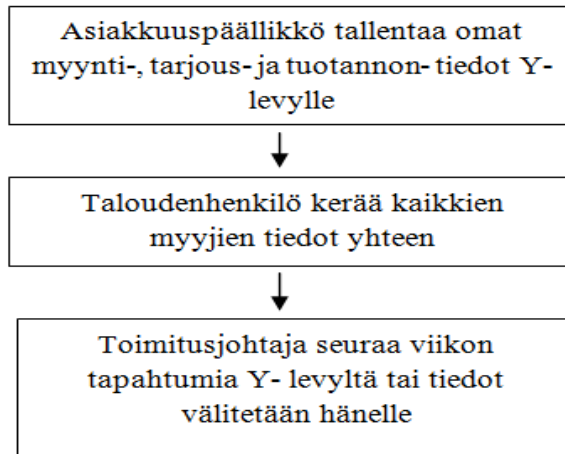 Asiakkuuspäällikkö tallentaa omat
myynti-, tarjous- ja tuotannon- tiedot Y-
levylle
Taloudenhenkilö kerää kaikkien
myyjien tiedot yhteen
Toimitusjohtaja seuraa viikon
tapahtumia Y- levyltä tai tiedot
välitetään hänelle